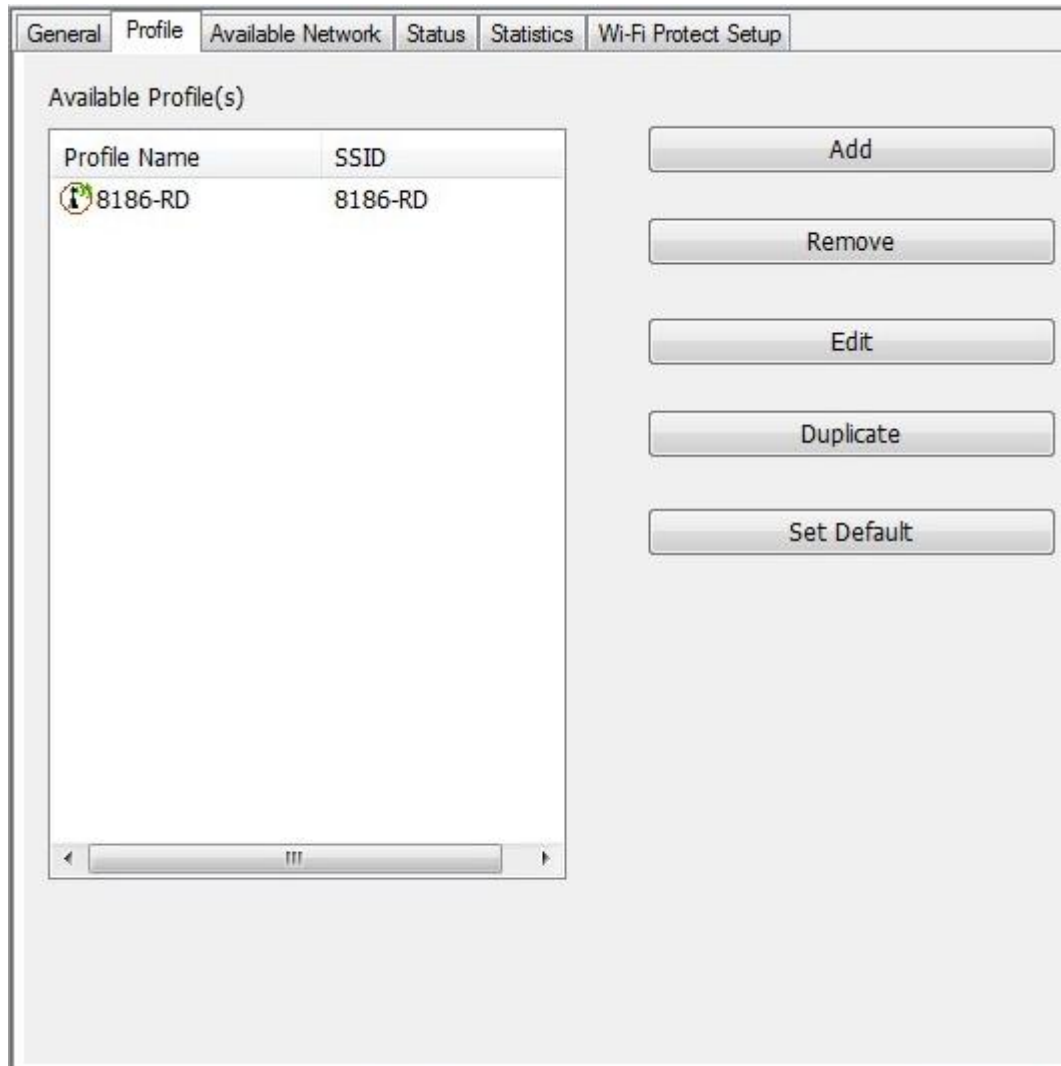 General Profile Available Network Status Statistics Wi-Fi Protect Setup
Available Profile(s)
Profile Name SSID
8186-RD 8186-RD
Add
Remove
Edit
Duplicate
Set Default